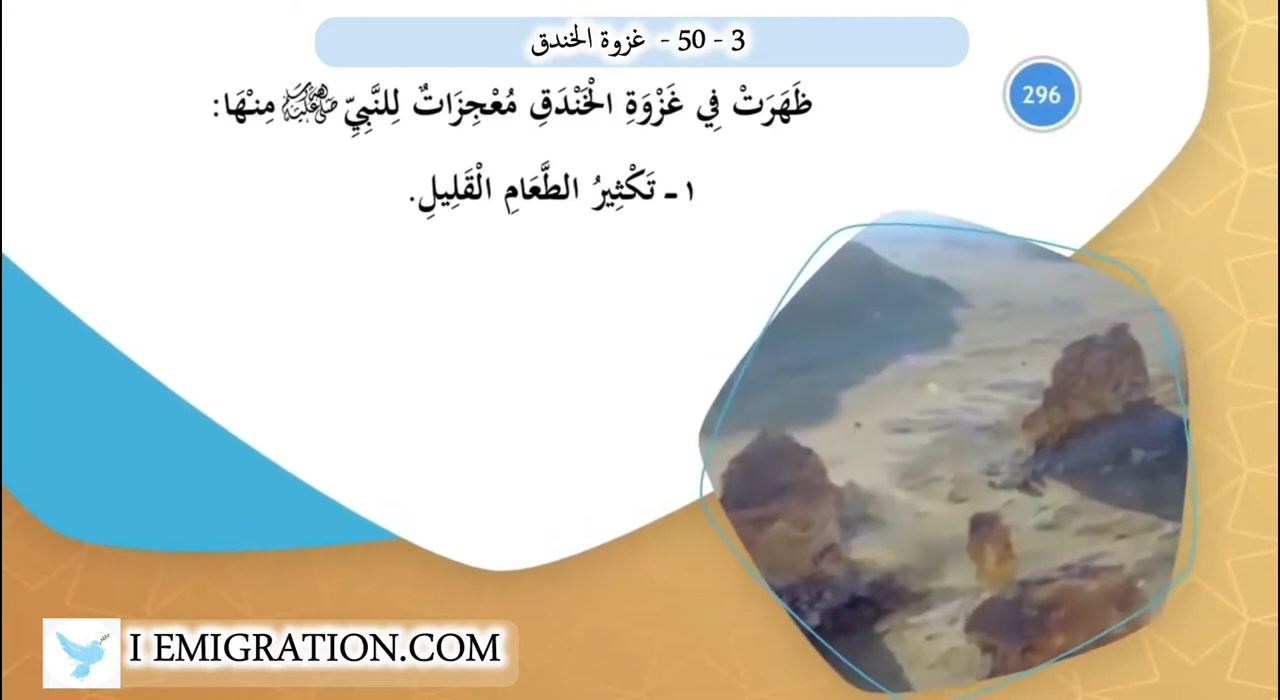 3 - 50 - غزوة الخندق
296
ظَهَرَتْ فِي غَزْوَةِ الْخَنْدَقِ مُعْجِزَاتٌ لِلنَّبِيِّ ﷺ مِنْهَا:
١ ـ تَكْثِيرُ الطَّعَامِ الْقَلِيلِ.
I EMIGRATION.COM